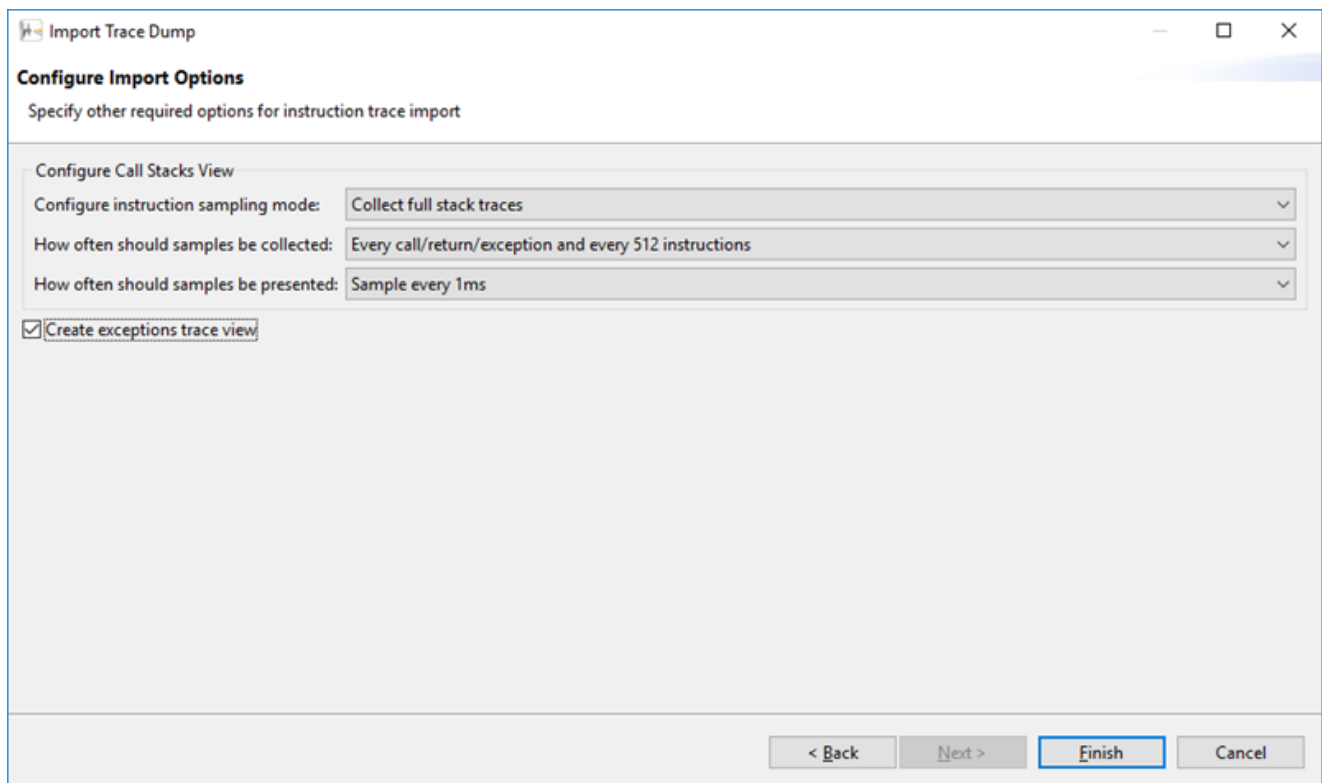 Import Trace Dump
Configure Import Options
Specify other required options for instruction trace import
Configure Call Stacks View
Configure instruction sampling mode: Collect full stack traces
How often should samples be collected: Every call/return/exception and every 512 instructions
How often should samples be presented: Sample every 1ms
Create exceptions trace view
< Back Next > Finish Cancel